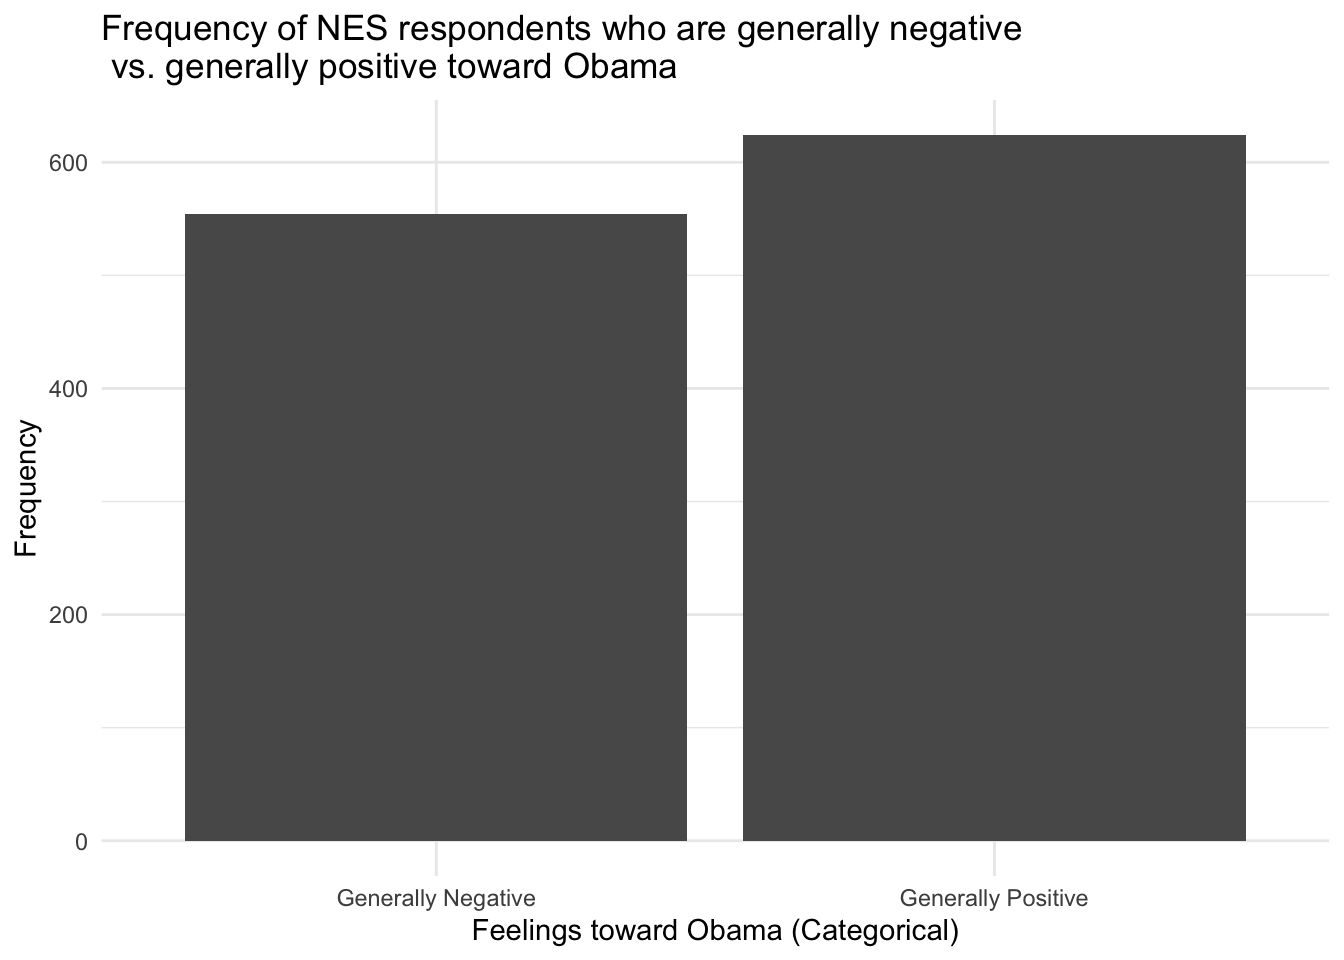 Frequency of NES respondents who are generally negative
vs. generally positive toward Obama
600
400
200
0
Frequency
Generally Negative
Generally Positive
Feelings toward Obama (Categorical)